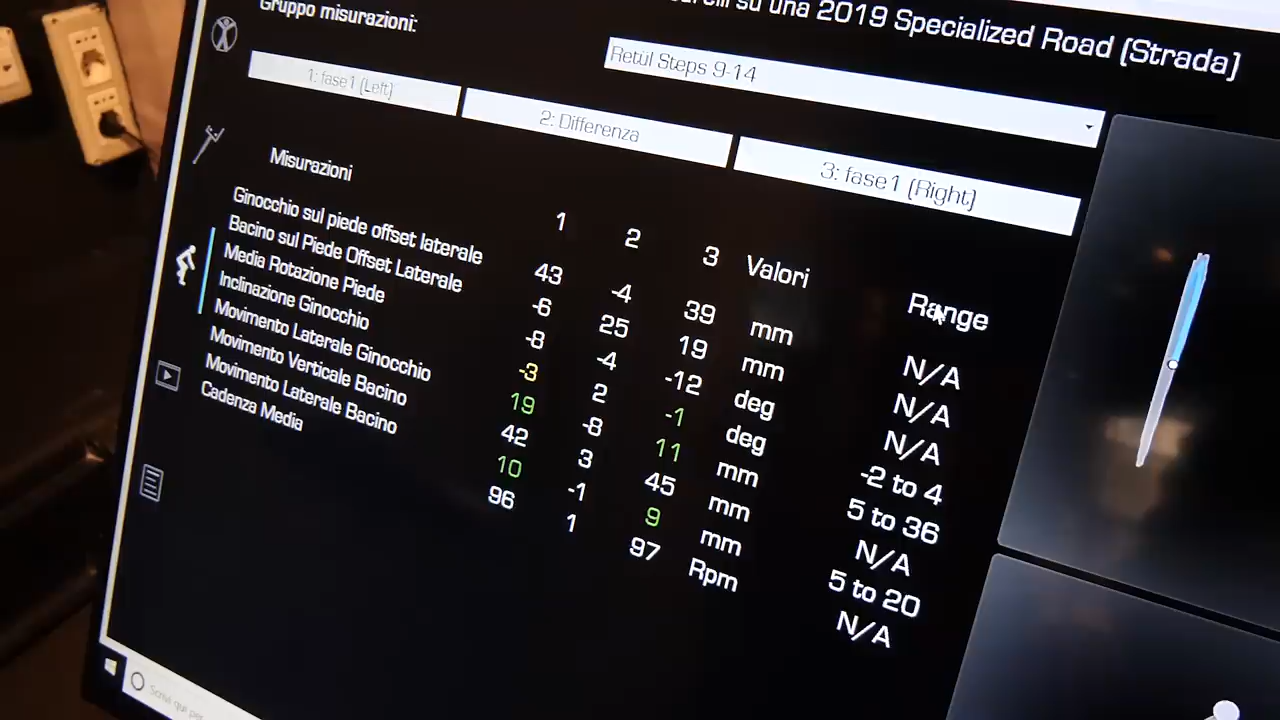 Gruppo misurazioni:
su una 2019 Specialized Road (Strada)
Retül Steps 9-14
1: fase1 (Left)
2: Differenza
3: fase1 (Right)
Misurazioni 1 2 3 Valori Range
Ginocchio sul piede offset laterale 43 -4 39 mm N/A
Bacino sul Piede Offset Laterale -6 25 19 mm N/A
Media Rotazione Piede -8 -4 -12 deg N/A
Inclinazione Ginocchio -3 2 -1 deg -2 to 4
Movimento Laterale Ginocchio 19 -8 11 mm 5 to 36
Movimento Verticale Bacino 42 3 45 mm N/A
Movimento Laterale Bacino 10 -1 9 mm 5 to 20
Cadenza Media 96 1 97 Rpm N/A
Scrivi qui per